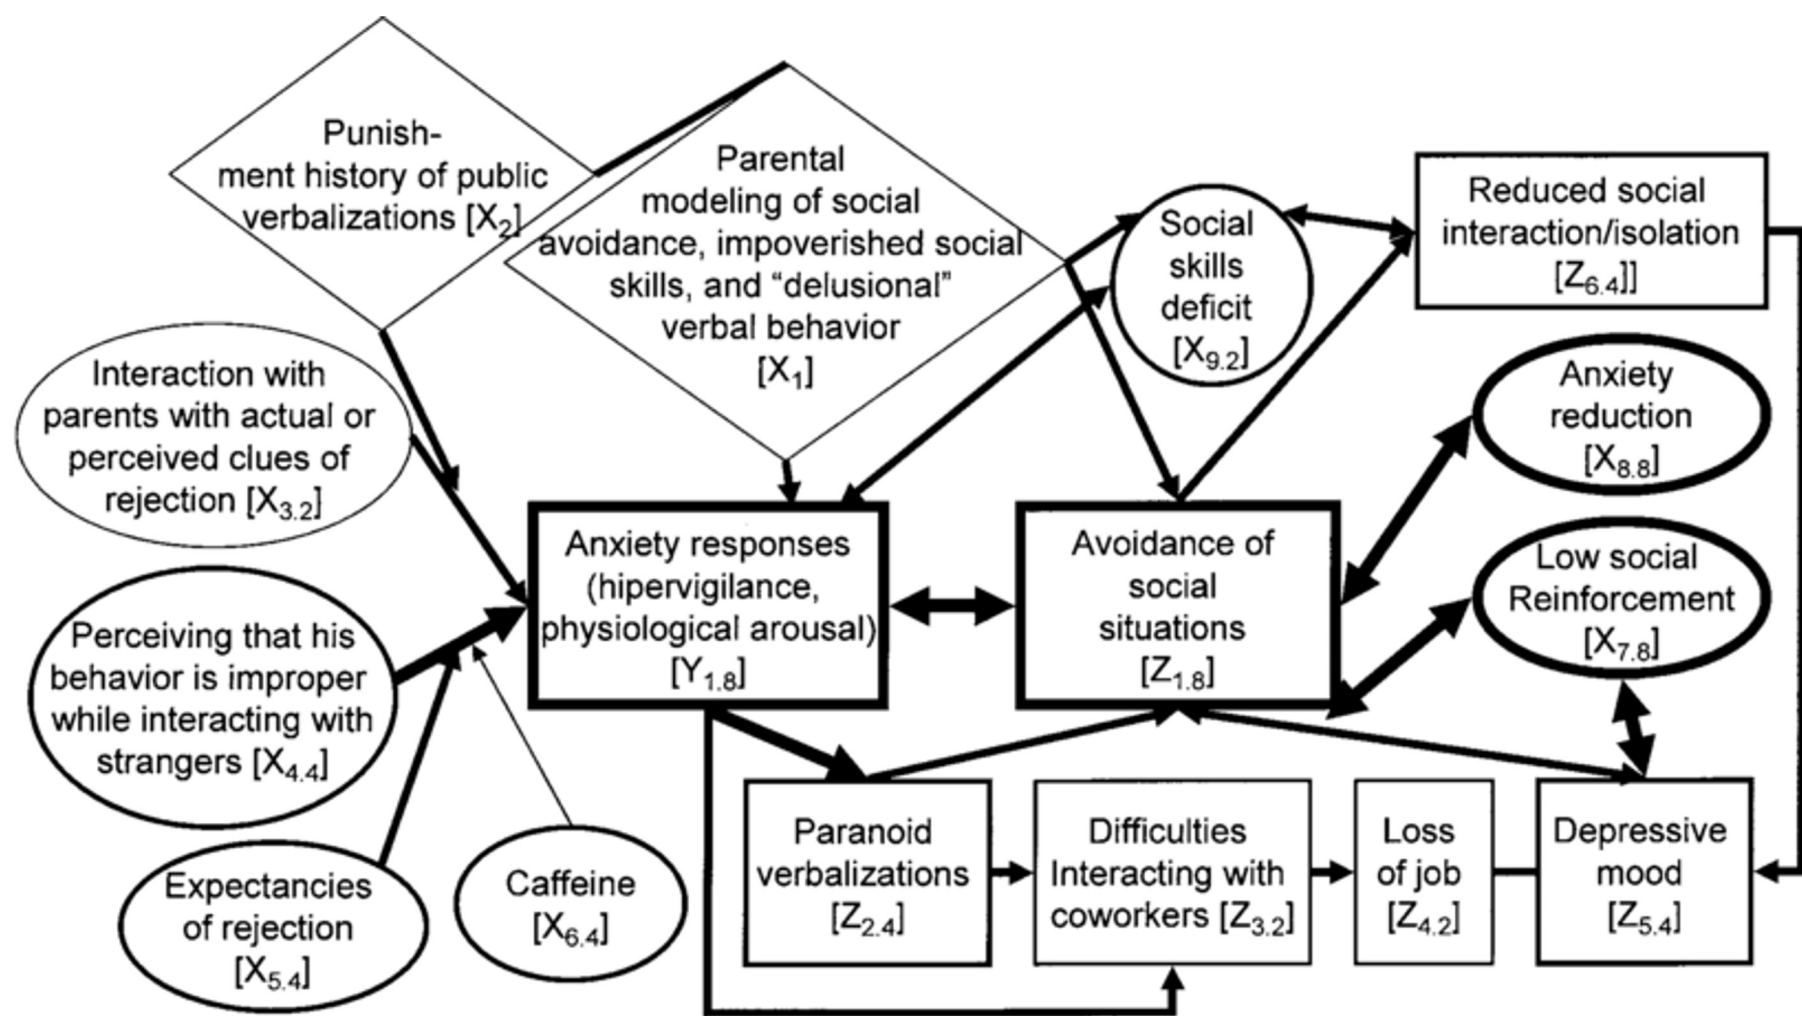 Punish-
ment history of public
verbalizations [X2]
Parental
modeling of social
avoidance, impoverished social
skills, and “delusional”
verbal behavior
[X1]
Social
skills
deficit
[X9.2]
Reduced social
interaction/isolation
[Z6.4]]
Interaction with
parents with actual or
perceived clues of
rejection [X3.2]
Anxiety
reduction
[X8.8]
Anxiety responses
(hipervigilance,
physiological arousal)
[Y1.8]
Avoidance of
social
situations
[Z1.8]
Low social
Reinforcement
[X7.8]
Perceiving that his
behavior is improper
while interacting with
strangers [X4.4]
Expectancies
of rejection
[X5.4]
Caffeine
[X6.4]
Paranoid
verbalizations
[Z2.4]
Difficulties
Interacting with
coworkers [Z3.2]
Loss
of job
[Z4.2]
Depressive
mood
[Z5.4]